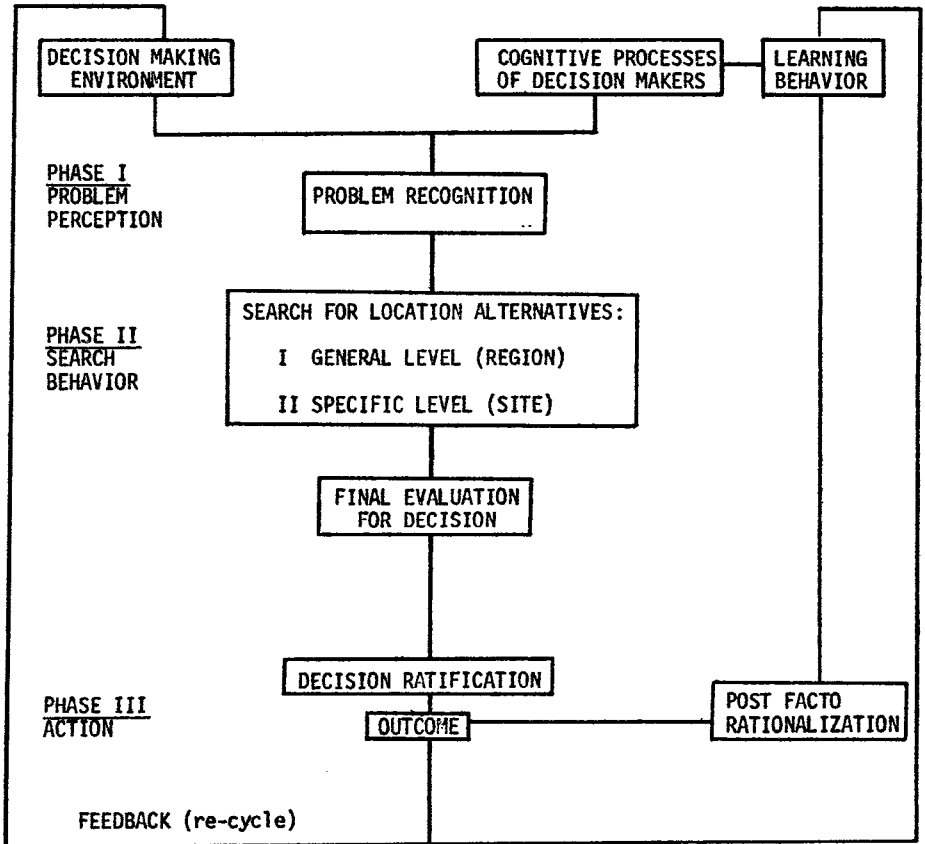 DECISION MAKING
ENVIRONMENT
COGNITIVE PROCESSES
OF DECISION MAKERS
LEARNING
BEHAVIOR
PHASE I
PROBLEM
PERCEPTION
PROBLEM RECOGNITION
SEARCH FOR LOCATION ALTERNATIVES:
I GENERAL LEVEL (REGION)
II SPECIFIC LEVEL (SITE)
PHASE II
SEARCH
BEHAVIOR
FINAL EVALUATION
FOR DECISION
DECISION RATIFICATION
PHASE III
ACTION
OUTCOME
POST FACTO
RATIONALIZATION
FEEDBACK (re-cycle)